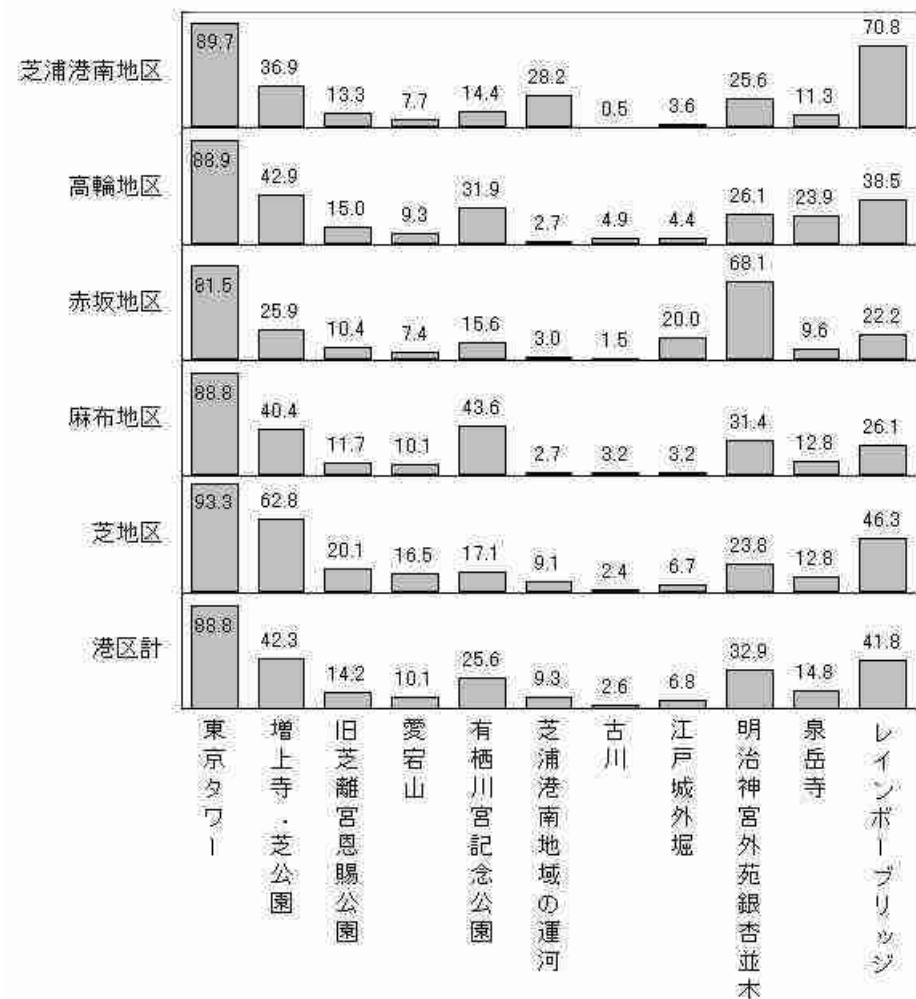 芝浦港南地区
89.7 36.9 13.3 7.7 14.4 28.2 0.5 3.6 25.6 11.3 70.8
高輪地区
88.9 42.9 15.0 9.3 31.9 2.7 4.9 4.4 26.1 23.9 38.5
赤坂地区
81.5 25.9 10.4 7.4 15.6 3.0 1.5 20.0 68.1 9.6 22.2
麻布地区
88.8 40.4 11.7 10.1 43.6 2.7 3.2 3.2 31.4 12.8 26.1
芝地区
93.3 62.8 20.1 16.5 17.1 9.1 2.4 6.7 23.8 12.8 46.3
港区計
88.8 42.3 14.2 10.1 25.6 9.3 2.6 6.8 32.9 14.8 41.8
東京タワー
増上寺・芝公園
旧芝離宮恩賜公園
愛宕山
有栖川宮記念公園
芝浦港南地域の運河
古川
江戸城外堀
明治神宮外苑銀杏並木
泉岳寺
レインボーブリッジ